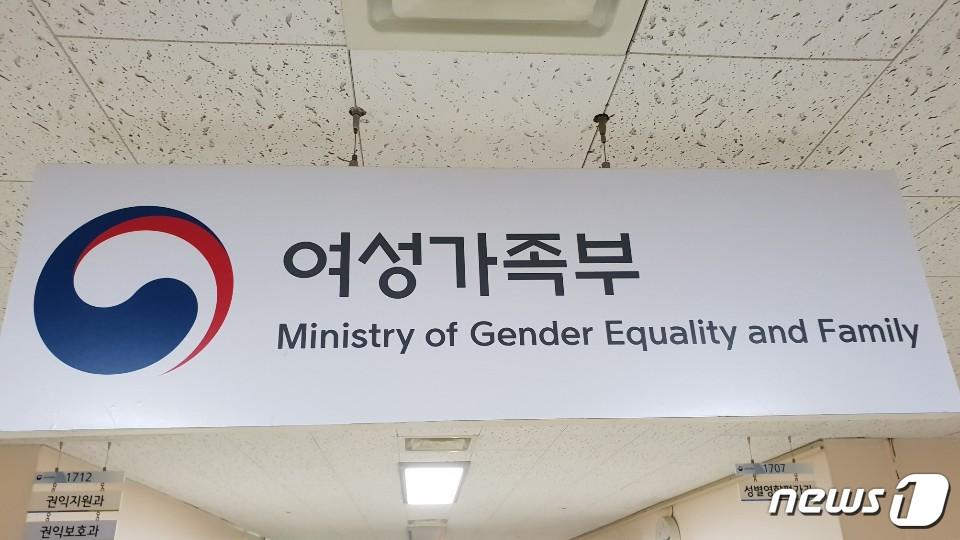 여성가족부
Ministry of Gender Equality and Family
1712
권익지원과
권익보호과
1707
성별영향평가과
news1